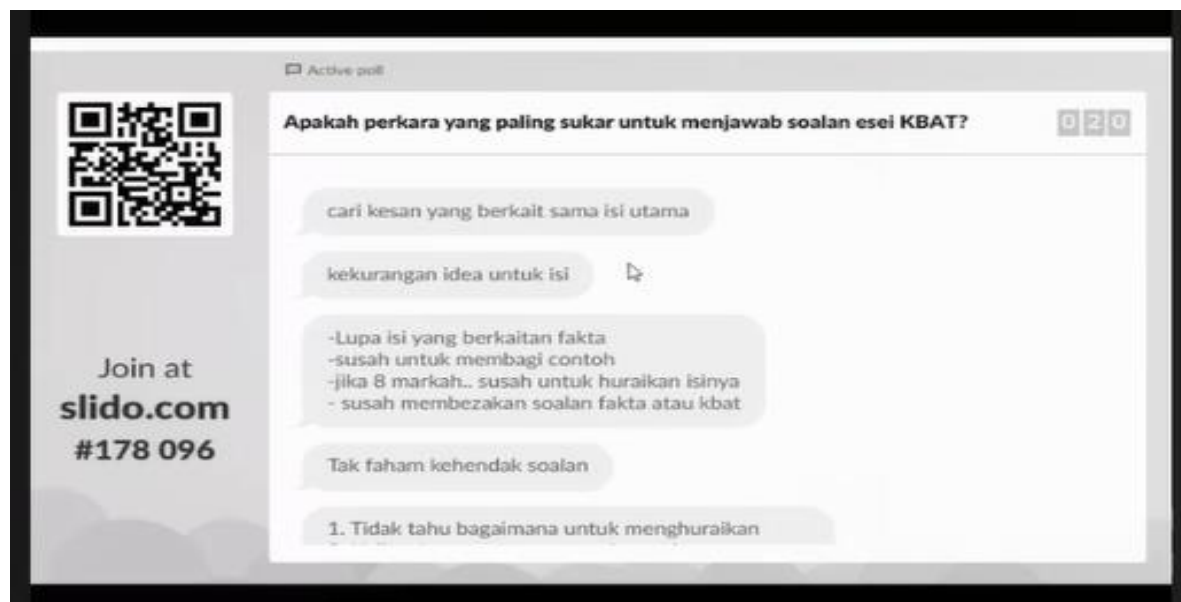 Active poll
Apakah perkara yang paling sukar untuk menjawab soalan esei KBAT?
020
cari kesan yang berkait sama isi utama
kekurangan idea untuk isi
-Lupa isi yang berkaitan fakta
-susah untuk membagi contoh
-jika 8 markah.. susah untuk huraikan isinya
- susah membezakan soalan fakta atau kbat
Tak faham kehendak soalan
1. Tidak tahu bagaimana untuk menghuraikan
Join at
slido.com
#178 096